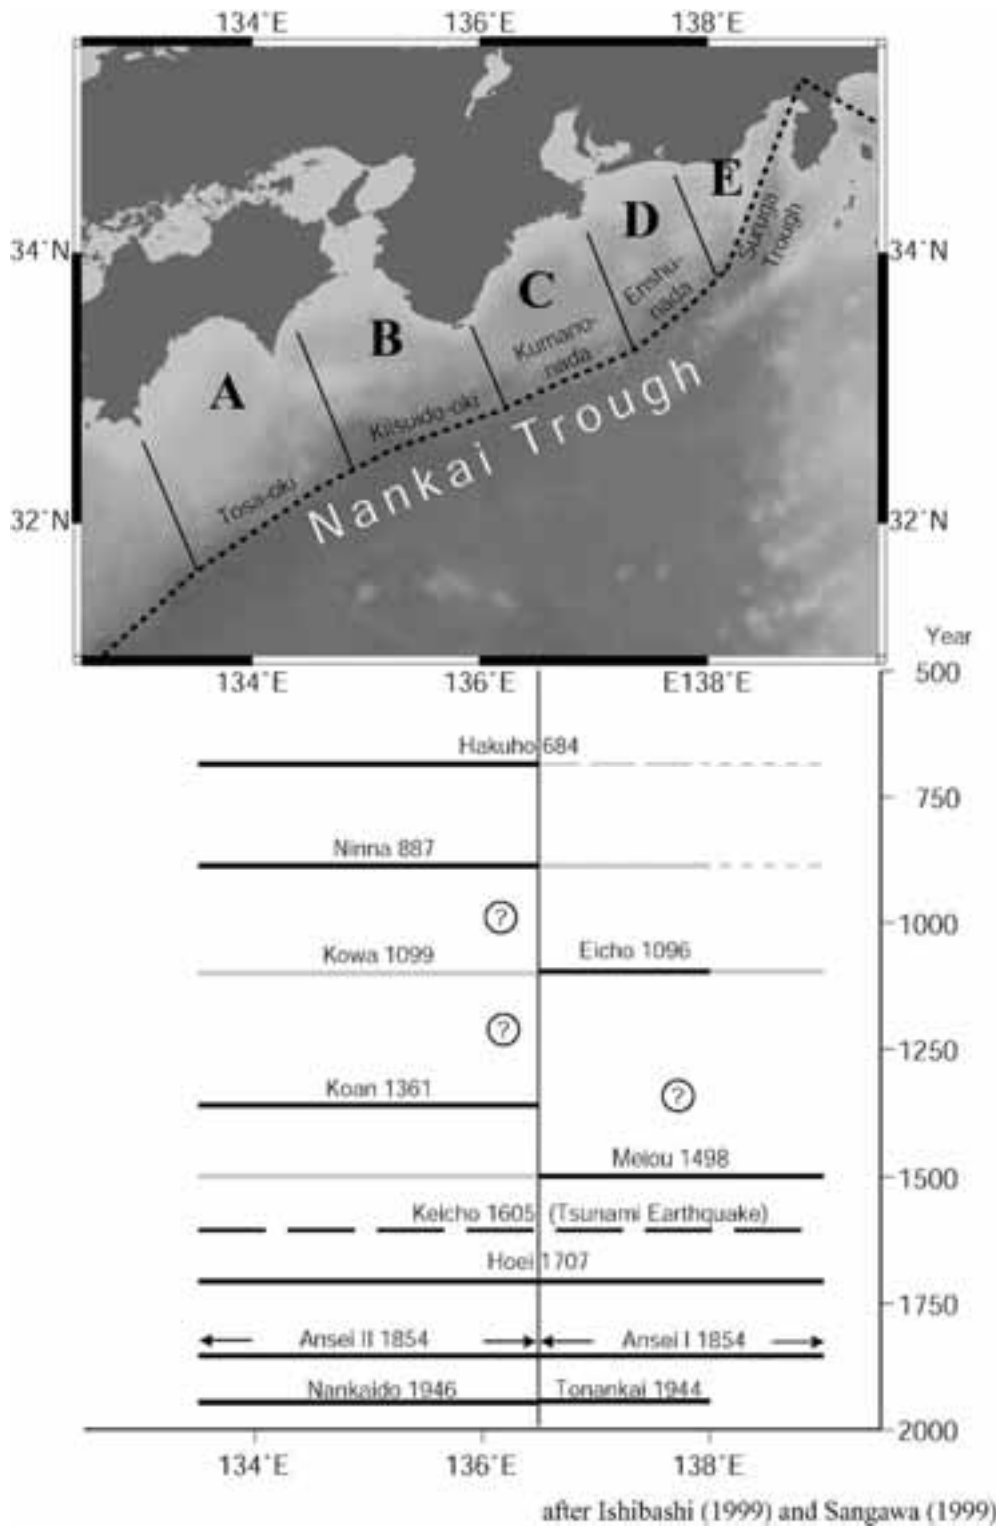 134°E 136°E 138°E
E
D
Suruga
Trough
34°N 34°N
C
Enshu-
nada
B
Kumano-
nada
A
Kiisuido-oki
Tosa-oki
Nankai Trough
32°N 32°N
Year
134°E 136°E E138°E
500
Hakuho 684
750
Ninna 887
?
1000
Kowa 1099 Eicho 1096
?
1250
Koan 1361 ?
Meiou 1498
1500
Keicho 1605 (Tsunami Earthquake)
Hoei 1707
1750
Ansei II 1854 Ansei I 1854
Nankaido 1946 Tonankai 1944
2000
134°E 136°E 138°E
after Ishibashi (1999) and Sangawa (1999)